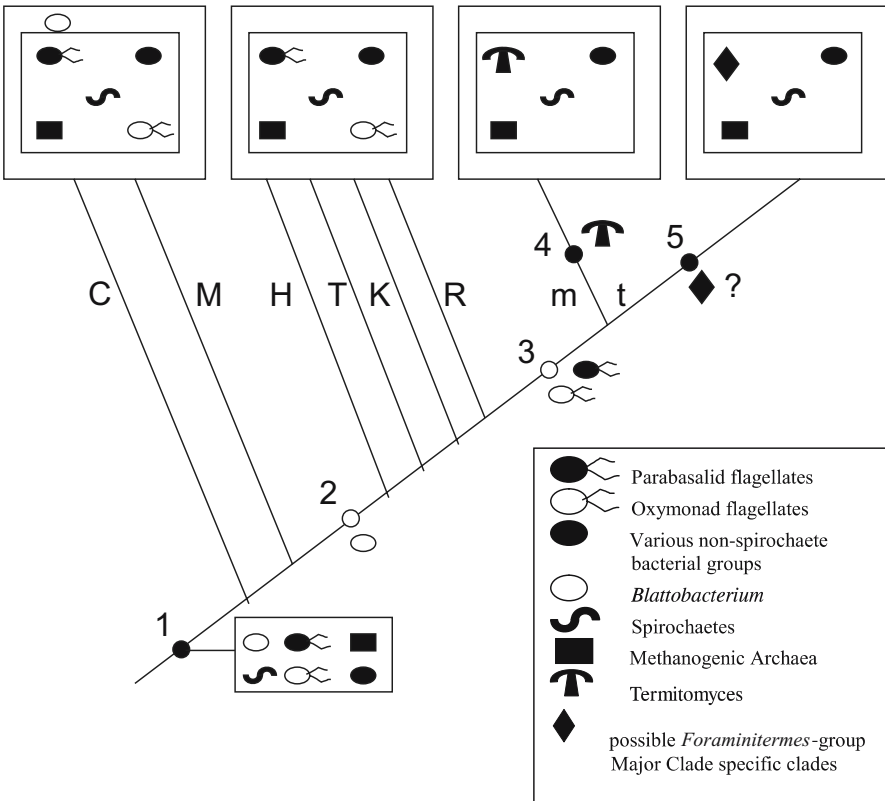 4
5
C
M
H
T
K
R
m
t
?
3
2
1
Parabasalid flagellates
Oxymonad flagellates
Various non-spirochaete
bacterial groups
Blattobacterium
Spirochaetes
Methanogenic Archaea
Termitomyces
possible Foraminitermes-group
Major Clade specific clades